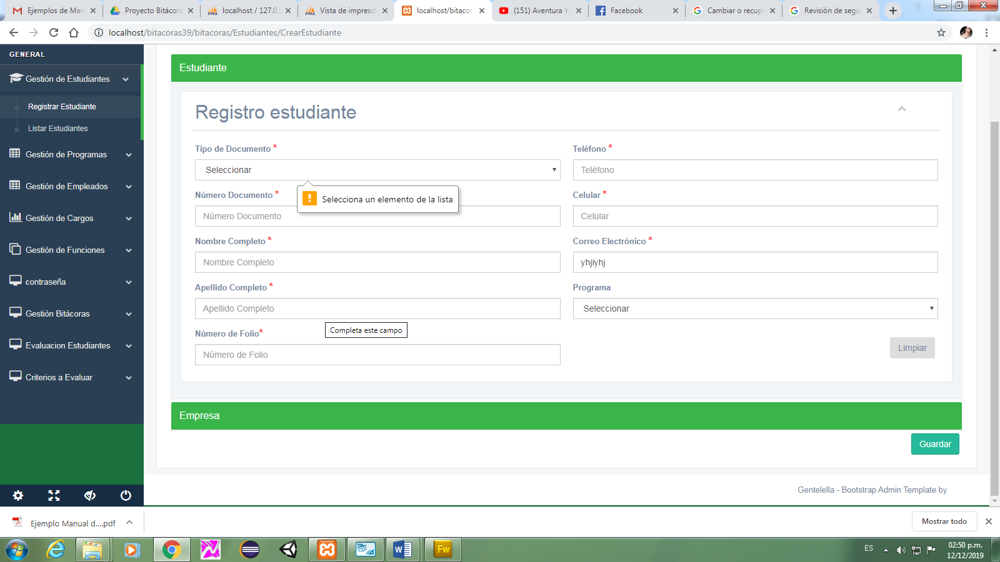 Ejemplos de Man
Proyecto Bitácora
localhost / 127.0.
Vista de impresió
localhost/bitacor
(151) Aventura Y
Facebook
Cambiar o recupe
Revisión de segu
localhost/bitacoras39/bitacoras/Estudiantes/CrearEstudiante
GENERAL
Gestión de Estudiantes
Registrar Estudiante
Listar Estudiantes
Gestión de Programas
Gestión de Empleados
Gestión de Cargos
Gestión de Funciones
contraseña
Gestión Bitácoras
Evaluacion Estudiantes
Criterios a Evaluar
Estudiante
Registro estudiante
Tipo de Documento *
Seleccionar
Selecciona un elemento de la lista
Número Documento *
Número Documento
Nombre Completo *
Nombre Completo
Apellido Completo *
Apellido Completo
Completa este campo
Número de Folio*
Número de Folio
Teléfono *
Teléfono
Celular *
Celular
Correo Electrónico *
yhjiyhj
Programa
Seleccionar
Limpiar
Empresa
Guardar
Gentelella - Bootstrap Admin Template by
Ejemplo Manual d....pdf
Mostrar todo
Fw
ES
02:50 p.m.
12/12/2019